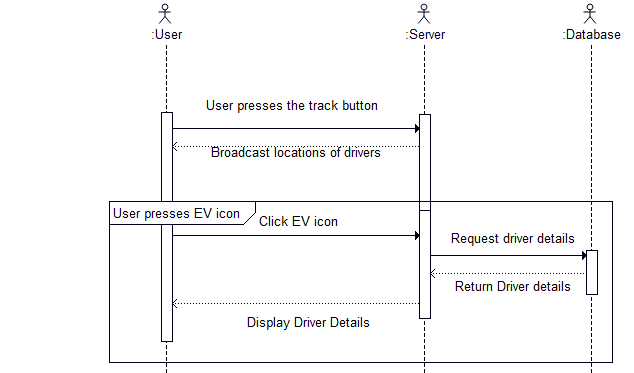 :User
:Server
:Database
User presses the track button
Broadcast locations of drivers
User presses EV icon
Click EV icon
Request driver details
Return Driver details
Display Driver Details